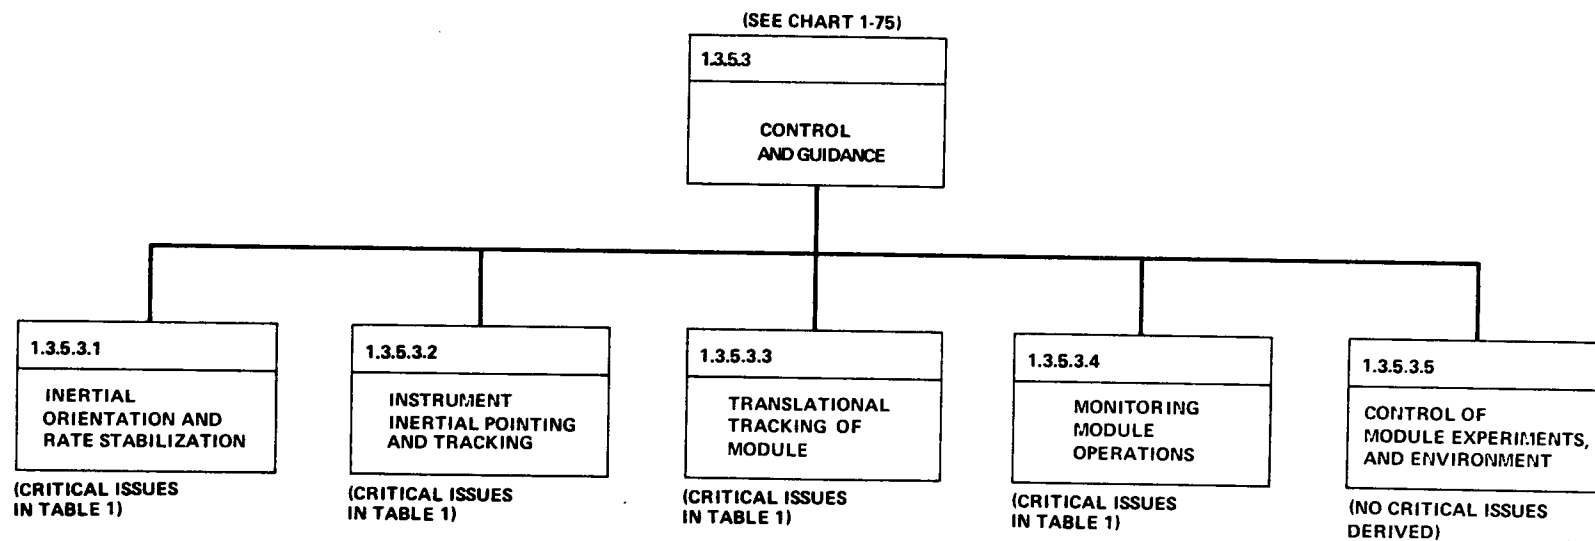 (SEE CHART 1-75)
1.3.5.3
CONTROL
AND GUIDANCE
1.3.5.3.1
INERTIAL
ORIENTATION AND
RATE STABILIZATION
(CRITICAL ISSUES
IN TABLE 1)
1.3.5.3.2
INSTRUMENT
INERTIAL POINTING
AND TRACKING
(CRITICAL ISSUES
IN TABLE 1)
1.3.5.3.3
TRANSLATIONAL
TRACKING OF
MODULE
(CRITICAL ISSUES
IN TABLE 1)
1.3.5.3.4
MONITORING
MODULE
OPERATIONS
(CRITICAL ISSUES
IN TABLE 1)
1.3.5.3.5
CONTROL OF
MODULE EXPERIMENTS,
AND ENVIRONMENT
(NO CRITICAL ISSUES
DERIVED)